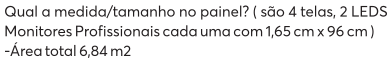 Qual a medida/tamanho no painel? ( são 4 telas, 2 LEDS
Monitores Profissionais cada uma com 1,65 cm x 96 cm )
-Área total 6,84 m2